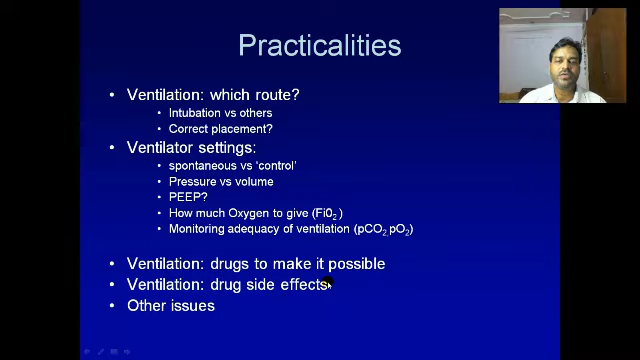 Practicalities
• Ventilation: which route?
• Intubation vs others
• Correct placement?
• Ventilator settings:
• spontaneous vs ‘control’
• Pressure vs volume
• PEEP?
• How much Oxygen to give (Fi0₂ )
• Monitoring adequacy of ventilation (pCO₂, pO₂)
• Ventilation: drugs to make it possible
• Ventilation: drug side effects
• Other issues